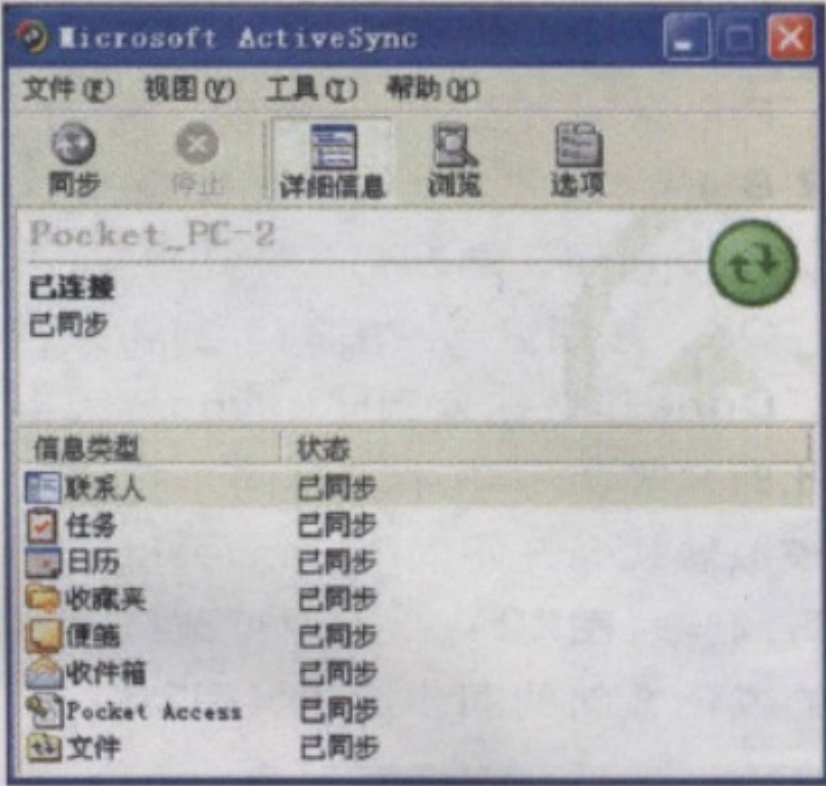 Microsoft ActiveSync
文件(F) 视图(V) 工具(T) 帮助(H)
同步 停止 详细信息 浏览 选项
Pocket_PC-2
已连接
已同步
信息类型 状态
联系人 已同步
任务 已同步
日历 已同步
收藏夹 已同步
便笺 已同步
收件箱 已同步
Pocket Access 已同步
文件 已同步